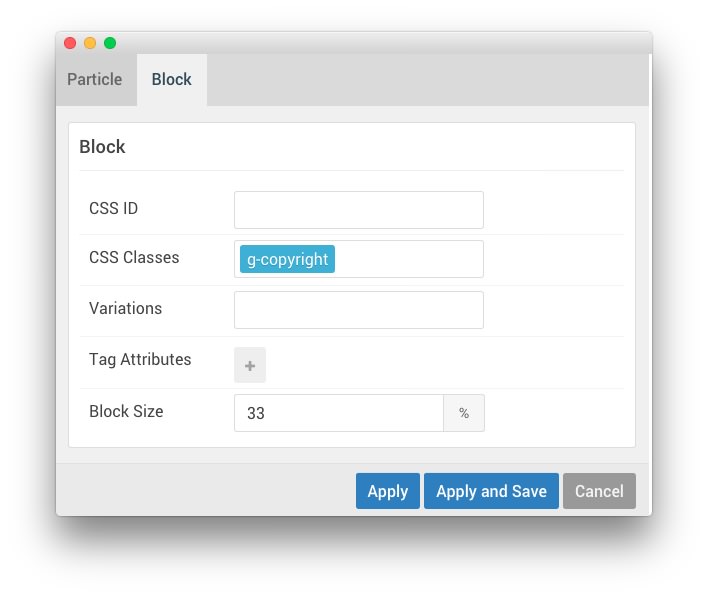 Particle Block
Block
CSS ID
CSS Classes g-copyright
Variations
Tag Attributes +
Block Size 33 %
Apply Apply and Save Cancel